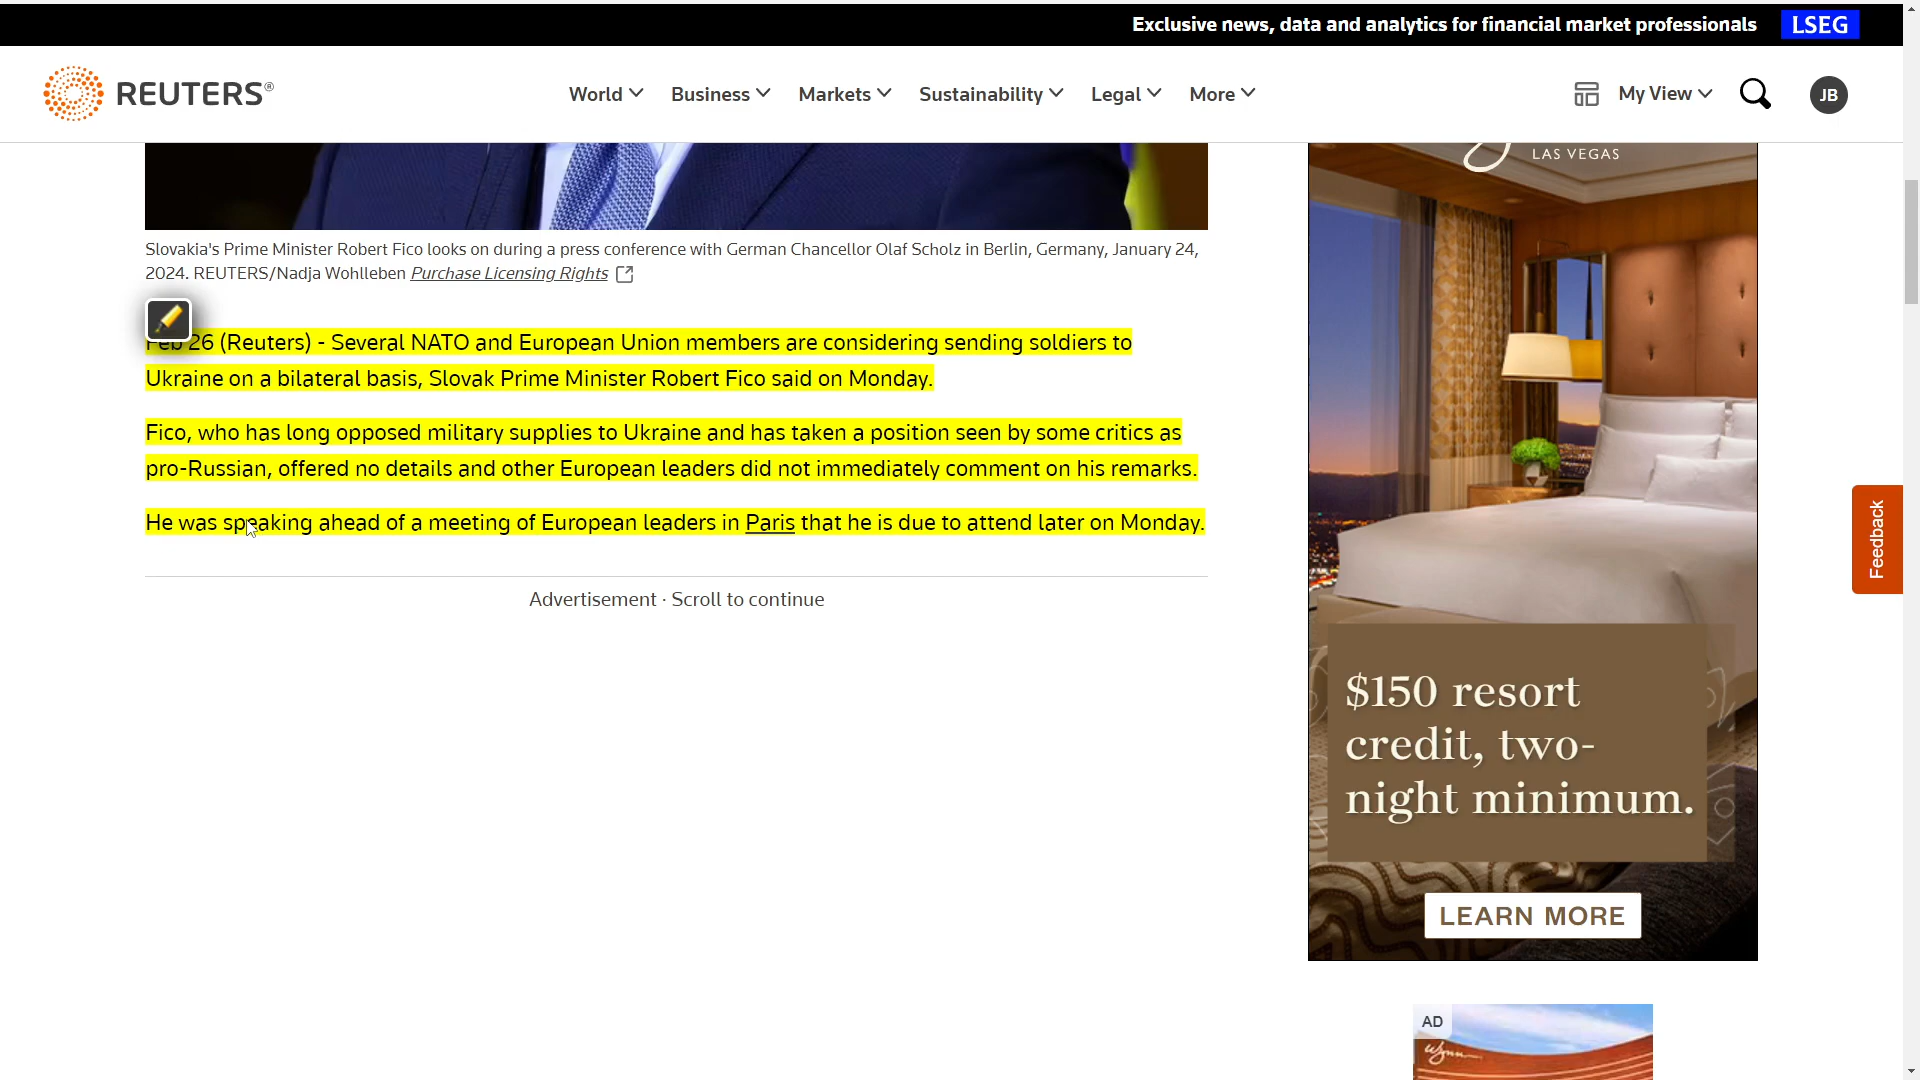 Exclusive news, data and analytics for financial market professionals LSEG
REUTERS® World Business Markets Sustainability Legal More My View JB
LAS VEGAS
Slovakia's Prime Minister Robert Fico looks on during a press conference with German Chancellor Olaf Scholz in Berlin, Germany, January 24,
2024. REUTERS/Nadja Wohlleben Purchase Licensing Rights
Feb 26 (Reuters) - Several NATO and European Union members are considering sending soldiers to
Ukraine on a bilateral basis, Slovak Prime Minister Robert Fico said on Monday.
Fico, who has long opposed military supplies to Ukraine and has taken a position seen by some critics as
pro-Russian, offered no details and other European leaders did not immediately comment on his remarks.
He was speaking ahead of a meeting of European leaders in Paris that he is due to attend later on Monday.
Advertisement · Scroll to continue
Feedback
$150 resort
credit, two-
night minimum.
LEARN MORE
AD
Wynn